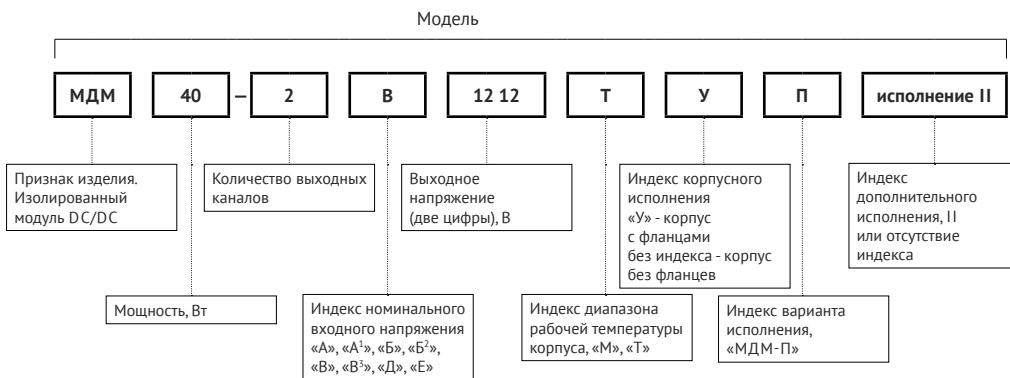 Модель
МДМ 40 – 2 В 12 12 Т У П исполнение II
Признак изделия.
Изолированный
модуль DC/DC
Количество выходных
каналов
Выходное
напряжение
(две цифры), В
Индекс корпусного
исполнения
«У» - корпус
с фланцами
без индекса - корпус
без фланцев
Индекс
дополнительного
исполнения, II
или отсутствие
индекса
Мощность, Вт
Индекс номинального
входного напряжения
«А», «А¹», «Б», «Б²»,
«В», «В³», «Д», «Е»
Индекс диапазона
рабочей температуры
корпуса, «М», «Т»
Индекс варианта
исполнения,
«МДМ-П»